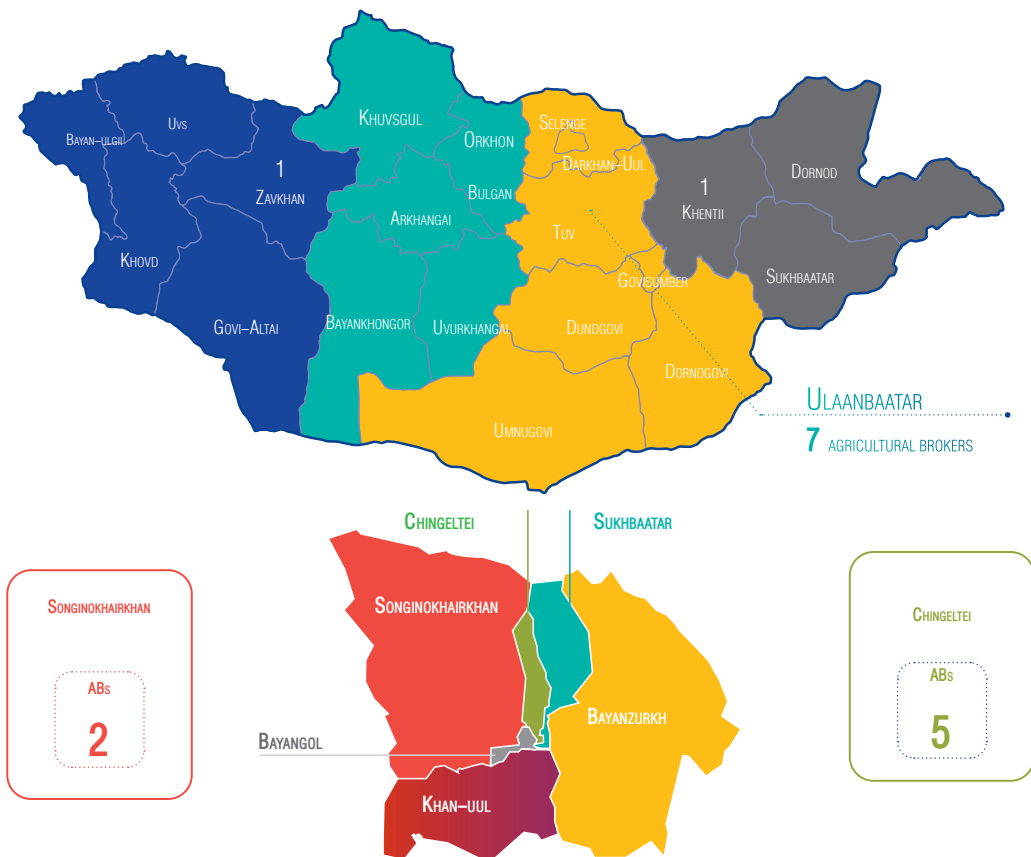 Bayan-ulgii
Uvs
1
Zavkhan
Khovd
Govi-Altai
Khuvsgul
Orkhon
Bulgan
Arkhangai
Bayankhongor
Uvurkhangai
Selenge
Darkhan-Uul
Tuv
Govisumber
Dundgovi
Dornogovi
Umnugovi
1
Khentii
Dornod
Sukhbaatar
Ulaanbaatar
7 agricultural brokers
Chingeltei
Sukhbaatar
Songinokhairkhan
ABs
2
Songinokhairkhan
Bayangol
Khan-uul
Bayanzurkh
Chingeltei
ABs
5